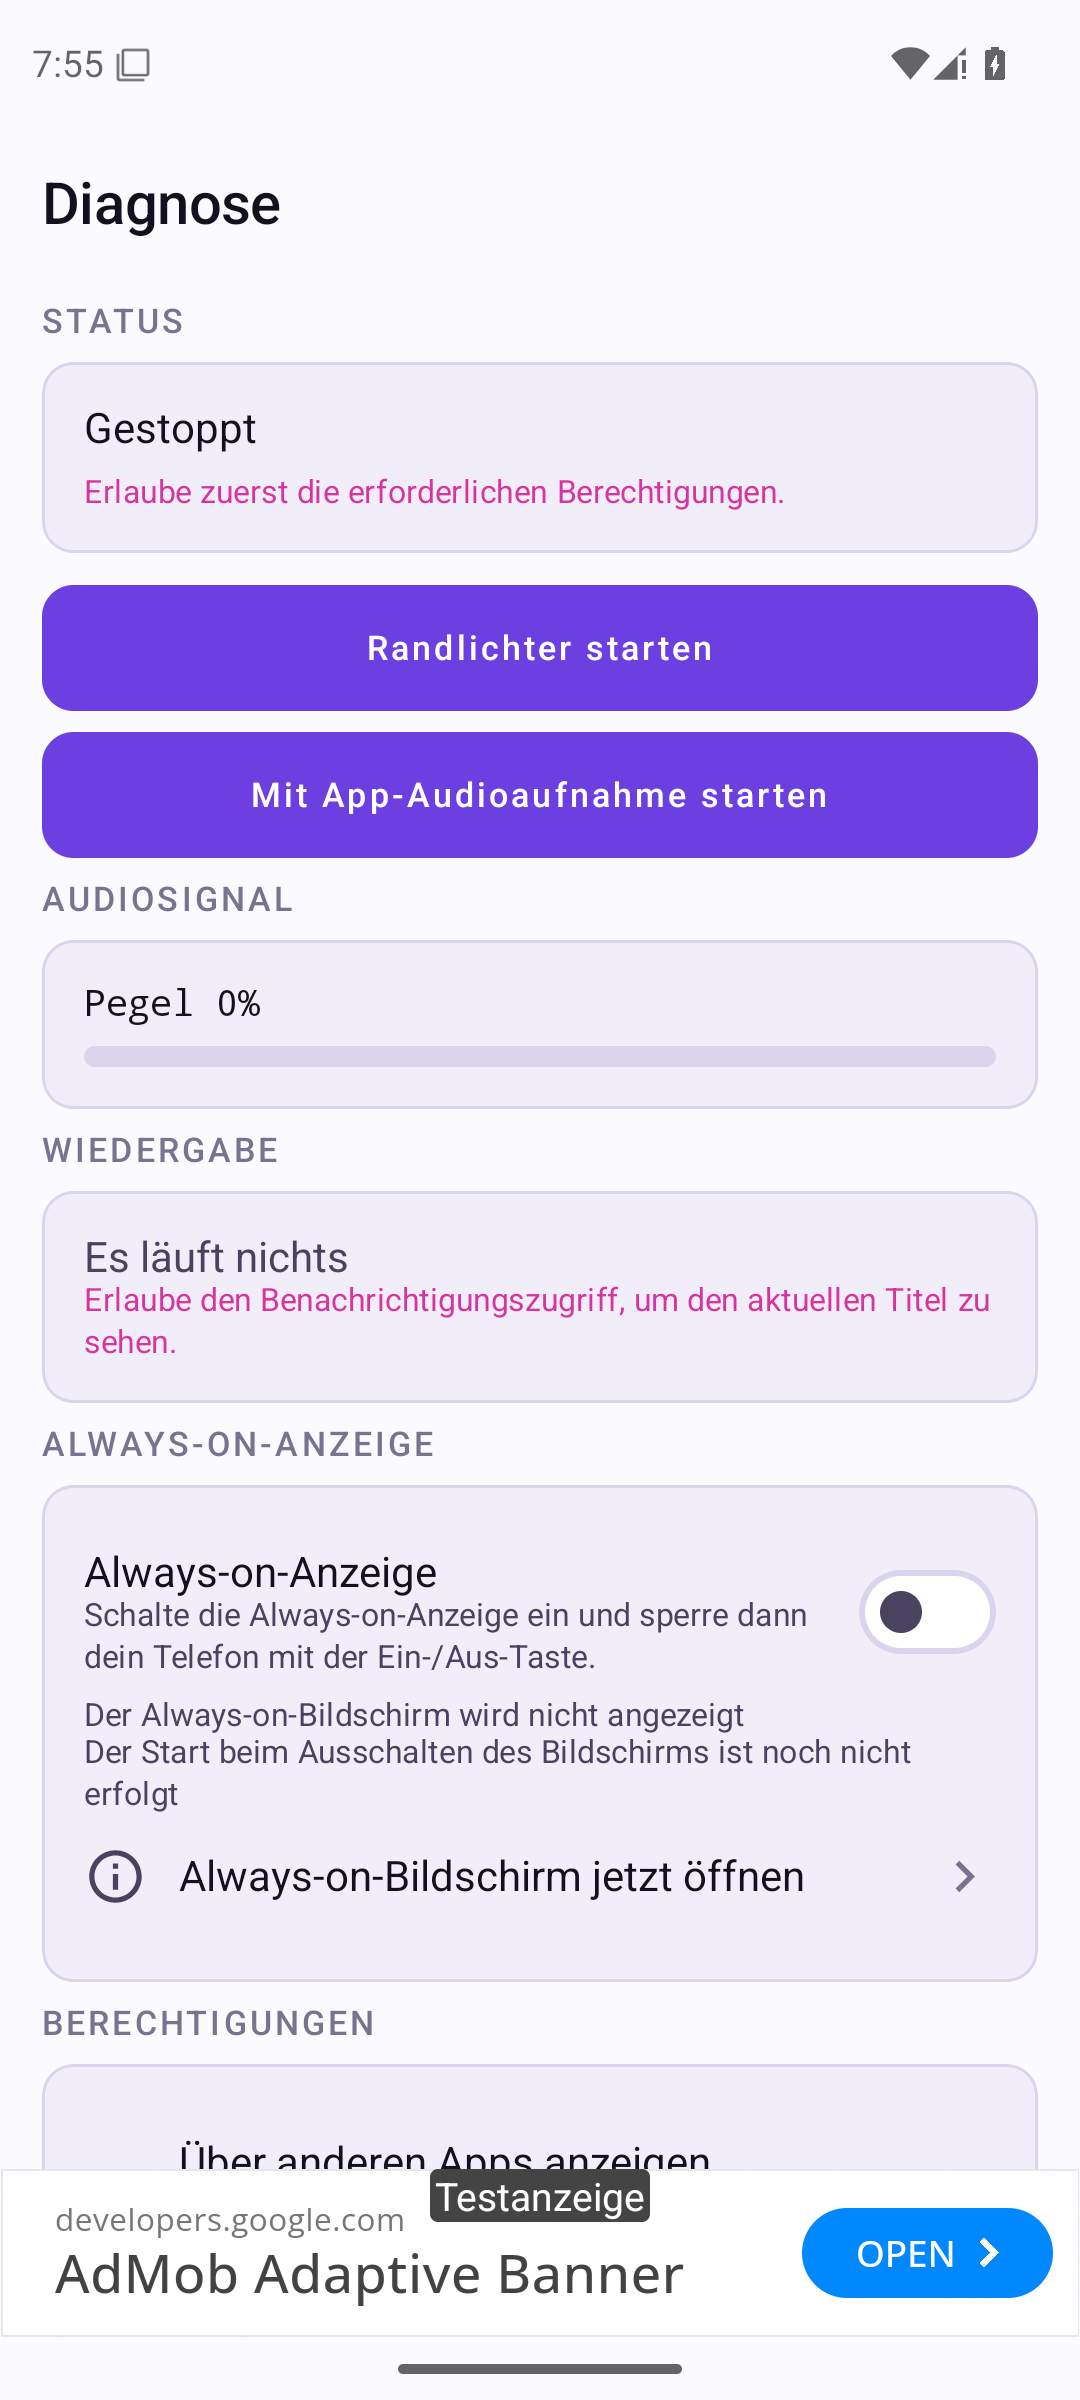 7:55
Diagnose
STATUS
Gestoppt
Erlaube zuerst die erforderlichen Berechtigungen.
Randlichter starten
Mit App-Audioaufnahme starten
AUDIOSIGNAL
Pegel 0%
WIEDERGABE
Es läuft nichts
Erlaube den Benachrichtigungszugriff, um den aktuellen Titel zu
sehen.
ALWAYS-ON-ANZEIGE
Always-on-Anzeige
Schalte die Always-on-Anzeige ein und sperre dann
dein Telefon mit der Ein-/Aus-Taste.
Der Always-on-Bildschirm wird nicht angezeigt
Der Start beim Ausschalten des Bildschirms ist noch nicht
erfolgt
Always-on-Bildschirm jetzt öffnen
BERECHTIGUNGEN
Über anderen Apps anzeigen
Testanzeige
developers.google.com
AdMob Adaptive Banner
OPEN